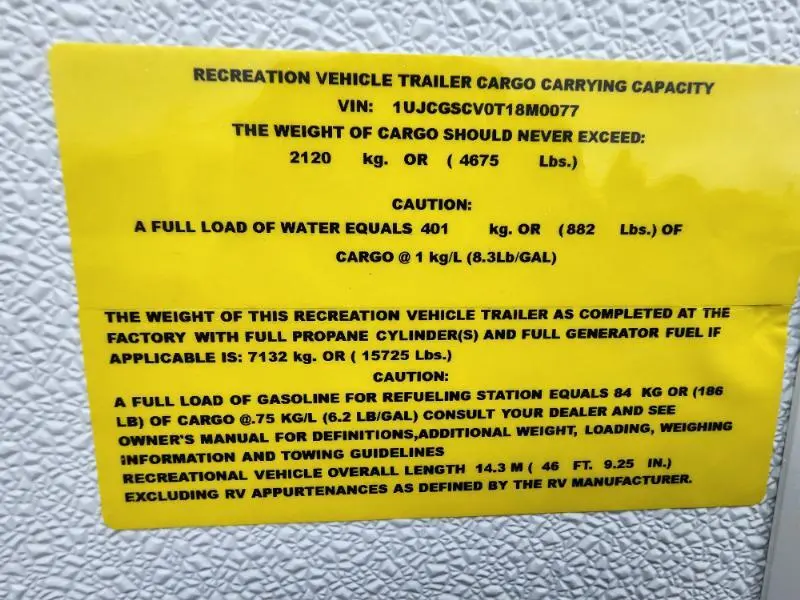 RECREATION VEHICLE TRAILER CARGO CARRYING CAPACITY
VIN: 1UJCGSCV0T18M0077
THE WEIGHT OF CARGO SHOULD NEVER EXCEED:
2120 kg. OR ( 4675 Lbs.)
CAUTION:
A FULL LOAD OF WATER EQUALS 401 kg. OR (882 Lbs.) OF
CARGO @ 1 kg/L (8.3Lb/GAL)
THE WEIGHT OF THIS RECREATION VEHICLE TRAILER AS COMPLETED AT THE
FACTORY WITH FULL PROPANE CYLINDER(S) AND FULL GENERATOR FUEL IF
APPLICABLE IS: 7132 kg. OR ( 15725 Lbs.)
CAUTION:
A FULL LOAD OF GASOLINE FOR REFUELING STATION EQUALS 84 KG OR (186
LB) OF CARGO @.75 KG/L (6.2 LB/GAL) CONSULT YOUR DEALER AND SEE
OWNER'S MANUAL FOR DEFINITIONS,ADDITIONAL WEIGHT, LOADING, WEIGHING
INFORMATION AND TOWING GUIDELINES
RECREATIONAL VEHICLE OVERALL LENGTH 14.3 M ( 46 FT. 9.25 IN.)
EXCLUDING RV APPURTENANCES AS DEFINED BY THE RV MANUFACTURER.